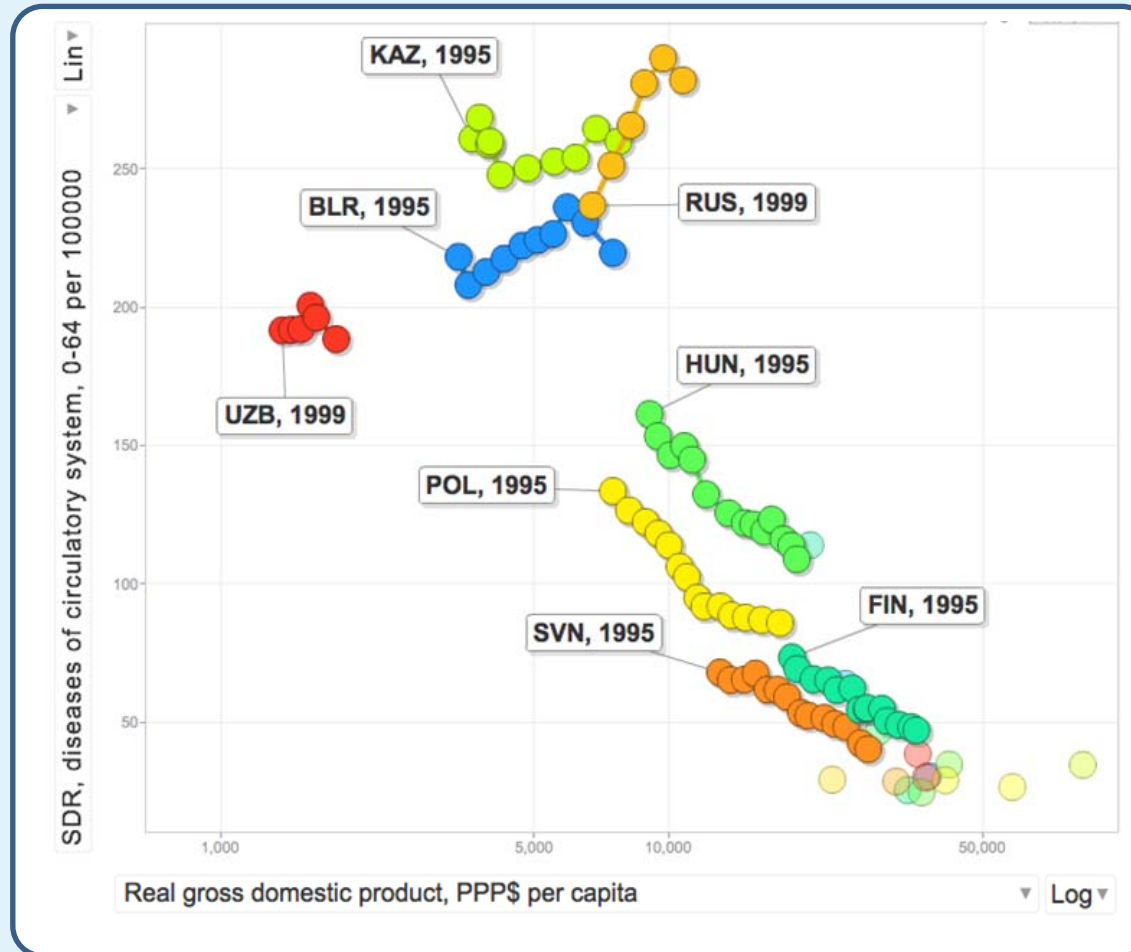 Lin
SDR, diseases of circulatory system, 0-64 per 100000
250
200
150
100
50
KAZ, 1995
BLR, 1995
RUS, 1999
UZB, 1999
HUN, 1995
POL, 1995
SVN, 1995
FIN, 1995
1,000
5,000
10,000
50,000
Real gross domestic product, PPP$ per capita
Log